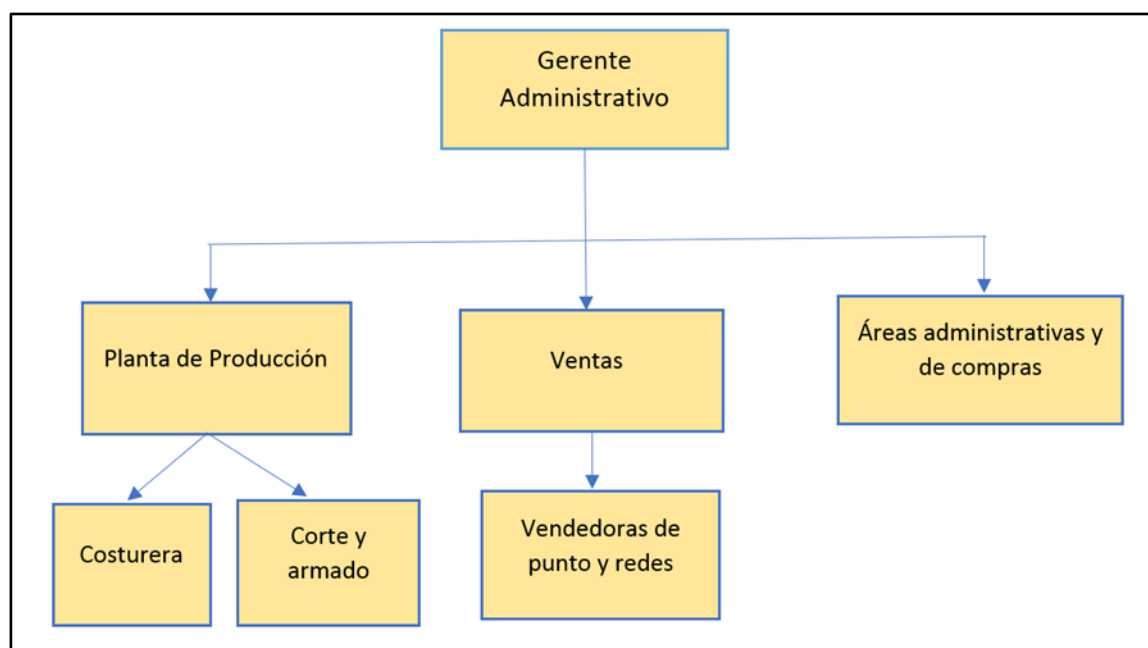 Gerente
Administrativo
Planta de Producción
Ventas
Áreas administrativas y
de compras
Costurera
Corte y
armado
Vendedoras de
punto y redes